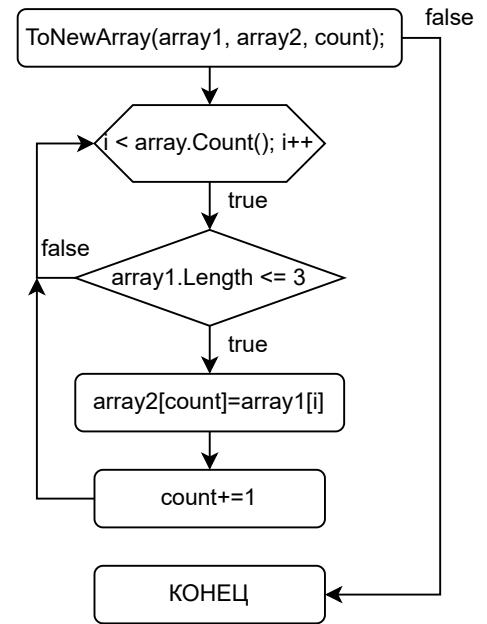 false
ToNewArray(array1, array2, count);
i < array.Count(); i++
true
false
array1.Length <= 3
true
array2[count]=array1[i]
count+=1
КОНЕЦ